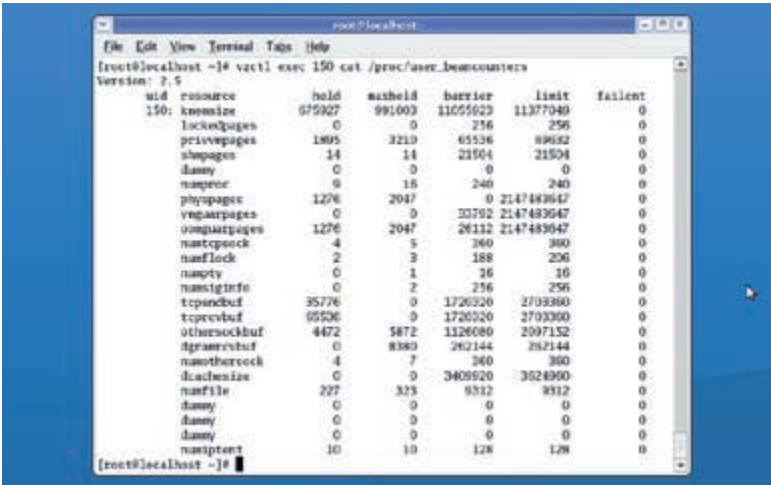 root@localhost:~
File Edit View Terminal Tabs Help
[root@localhost ~]# vzctl exec 150 cat /proc/user_beancounters
Version: 2.5
uid resource held maxheld barrier limit failcnt
150: kmemsize 675927 991003 11055923 11377049 0
lockedpages 0 0 256 256 0
privvmpages 1895 3210 65536 69632 0
shmpages 14 14 21504 21504 0
dummy 0 0 0 0 0
numproc 9 16 240 240 0
physpages 1276 2047 0 2147483647 0
vmguarpages 0 0 33792 2147483647 0
oomguarpages 1276 2047 26112 2147483647 0
numtcpsock 4 5 360 360 0
numflock 2 3 188 206 0
numpty 0 1 16 16 0
numsiginfo 0 2 256 256 0
tcpsndbuf 35776 0 1720320 2703360 0
tcprcvbuf 65536 0 1720320 2703360 0
othersockbuf 4472 5872 1126080 2097152 0
dgramrcvbuf 0 8380 262144 262144 0
numothersock 4 7 360 360 0
dcachesize 0 0 3409920 3624960 0
numfile 227 323 9312 9312 0
dummy 0 0 0 0 0
dummy 0 0 0 0 0
dummy 0 0 0 0 0
numiptent 10 10 128 128 0
[root@localhost ~]#